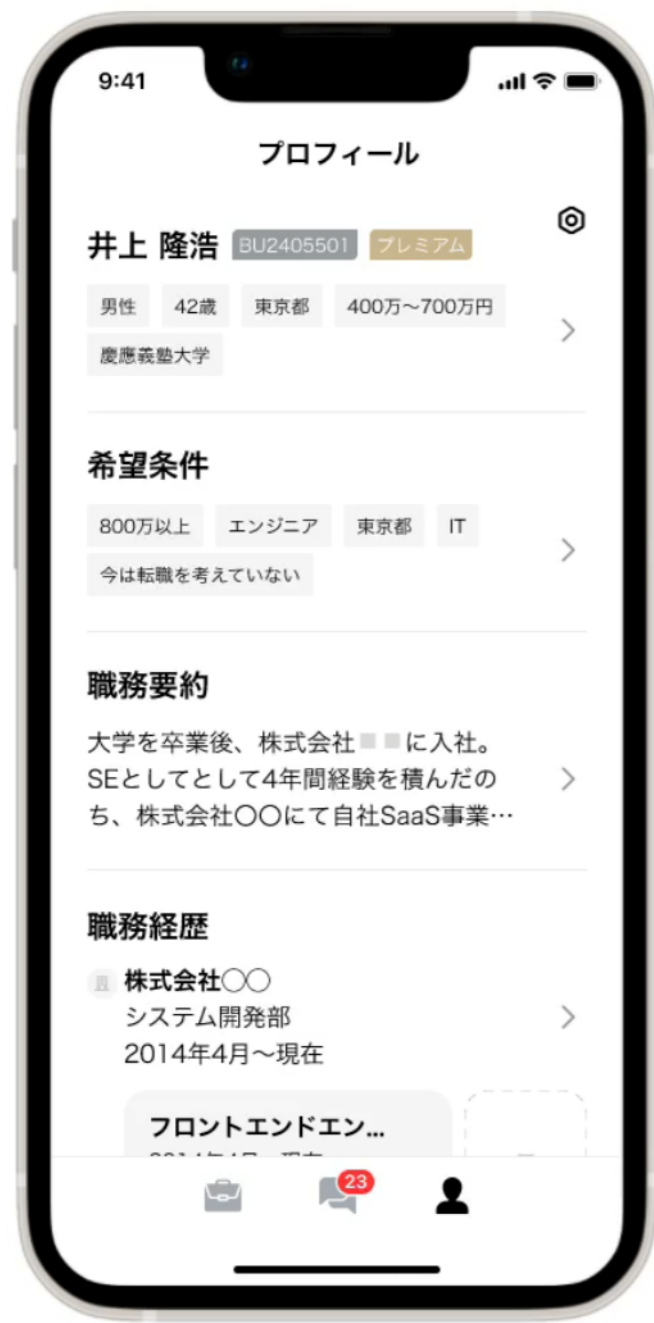 9:41
プロフィール
井上 隆浩 BU2405501 プレミアム
男性 42歳 東京都 400万〜700万円
慶應義塾大学
希望条件
800万以上 エンジニア 東京都 IT
今は転職を考えていない
職務要約
大学を卒業後、株式会社■■に入社。
SEとしてとして4年間経験を積んだの
ち、株式会社〇〇にて自社SaaS事業…
職務経歴
株式会社〇〇
システム開発部
2014年4月〜現在
フロントエンドエン...
23